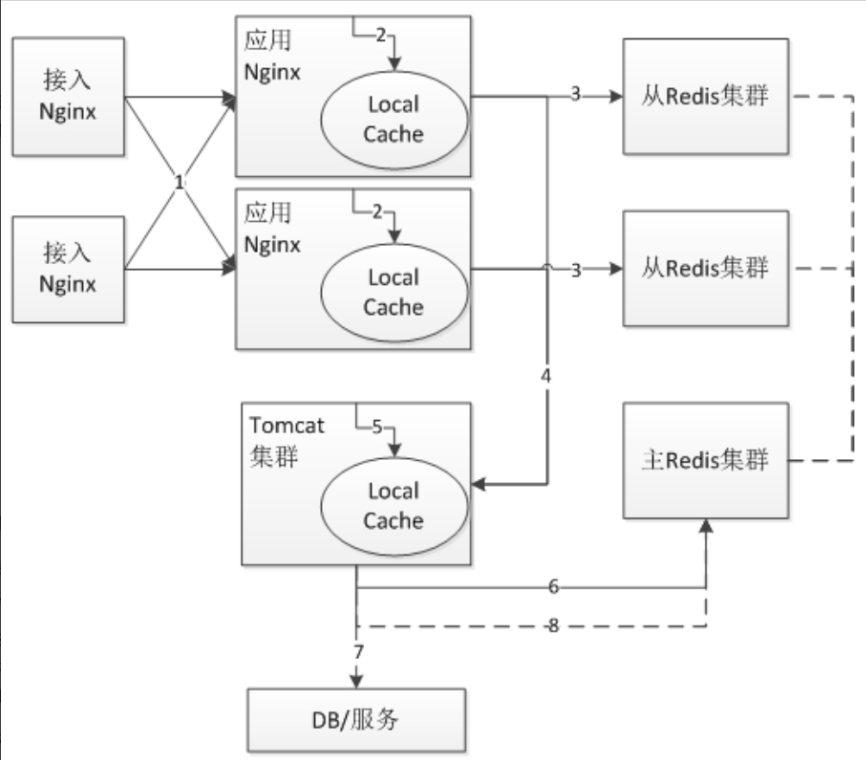 接入
Nginx
应用
Nginx
2
Local
Cache
3
从Redis集群
1
接入
Nginx
应用
Nginx
2
Local
Cache
3
从Redis集群
4
Tomcat
集群
5
Local
Cache
主Redis集群
6
8
7
DB/服务